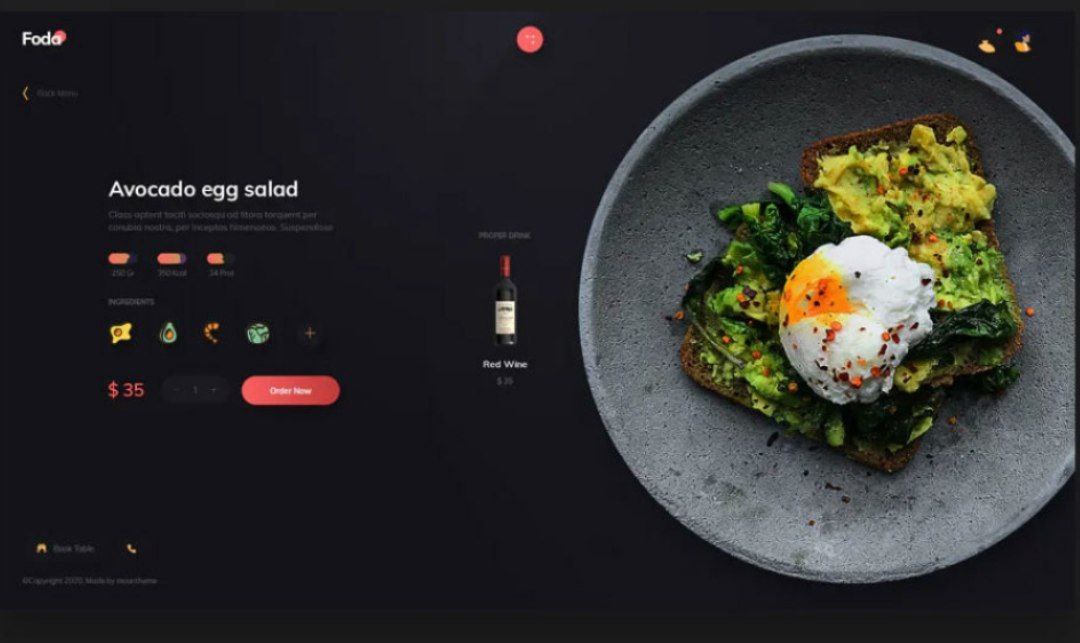 Foda
Back Menu
Avocado egg salad
Class aptent taciti sociosqu ad litora torquent per
conubia nostra, per inceptos himenaeos. Suspendisse
250 Gr 350 Kcal 34 Prot
INGREDIENTS
$ 35 - 1 + Order Now
PROPER DRINK
Red Wine
$ 35
Book Table
©Copyright 2020. Made by